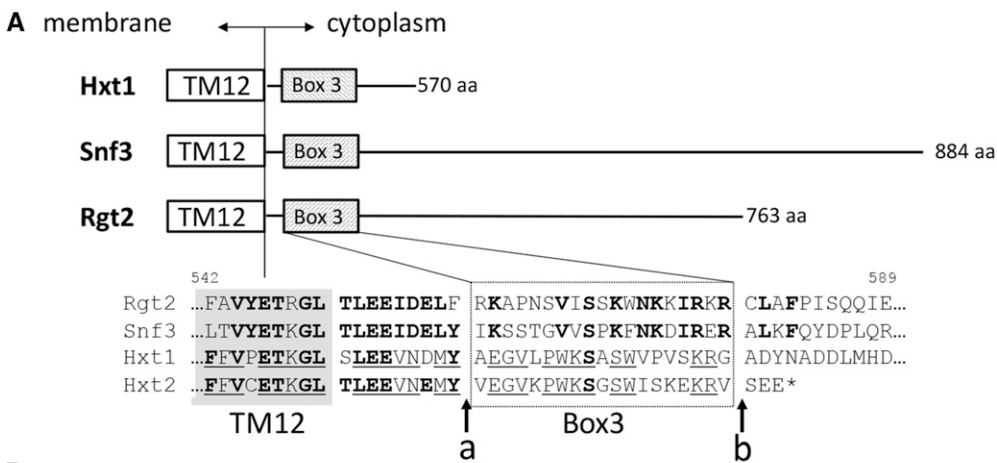 A membrane cytoplasm
Hxt1 TM12 Box 3 570 aa
Snf3 TM12 Box 3 884 aa
Rgt2 TM12 Box 3 763 aa
542 589
Rgt2 ...FAVYETRGL TLEEIDELF RKAPNSVISSKWNKKIRKR CLAFPISQQIE...
Snf3 ...LTVYETKGL TLEEIDELY IKSSTGVVSPKFNKDIRER ALKFQYDPLQR...
Hxt1 ...FFVPETKGL SLEEVNDMY AEGVLPWKSASWVPVSKRG ADYNADDLMHD...
Hxt2 ...FFVCETKGL TLEEVNEMY VEGVKPWKSGSWISKEKRV SEE*
TM12 Box3
a b